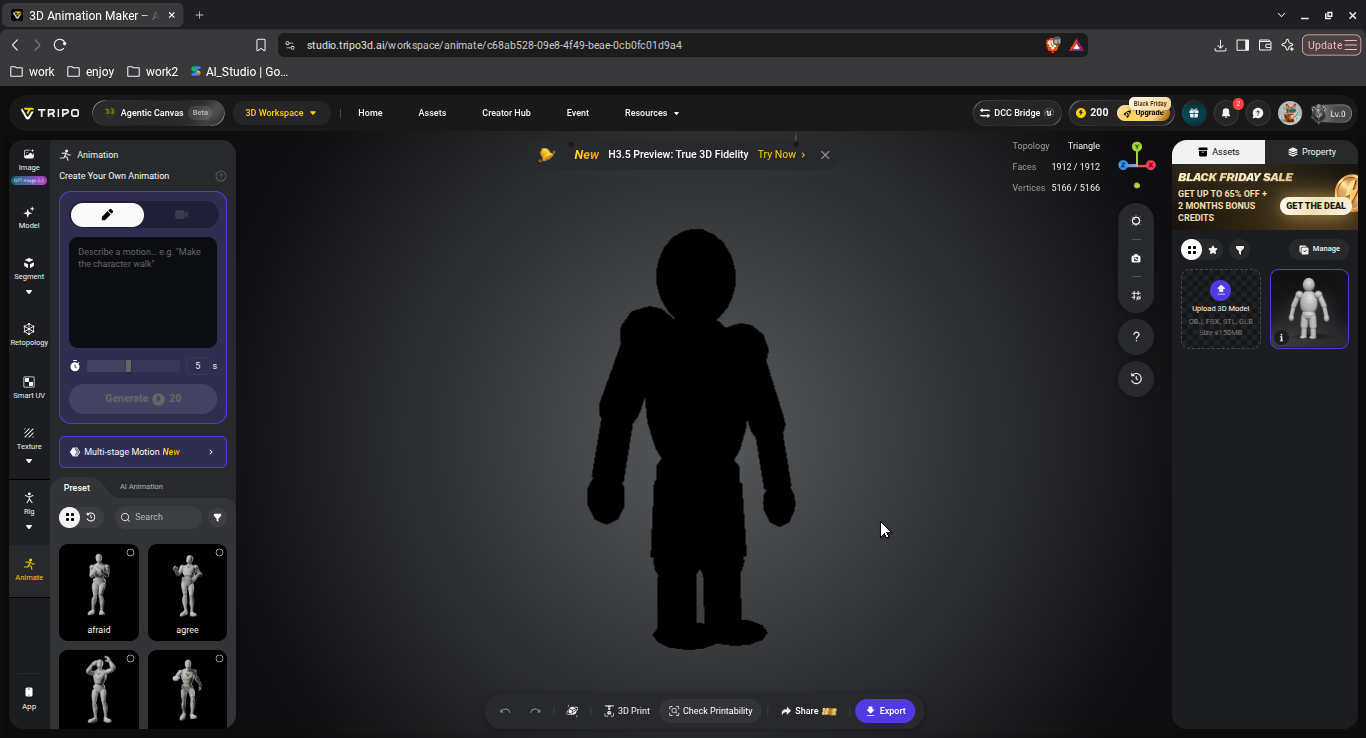 3D Animation Maker – A
studio.tripo3d.ai/workspace/animate/c68ab528-09e8-4f49-beae-0cb0fc01d9a4
Update
work
enjoy
work2
AI_Studio | Go...
TRIPO
Agentic Canvas
Beta
3D Workspace
Home
Assets
Creator Hub
Event
Resources
DCC Bridge
200
Black Friday
Upgrade
2
Lv.0
Image
Model
Segment
Retopology
Smart UV
Texture
Rig
Animate
App
Animation
Create Your Own Animation
?
Describe a motion... e.g. "Make
the character walk"
5 s
Generate 20
Multi-stage Motion New
Preset
AI Animation
Search
afraid
agree
New H3.5 Preview: True 3D Fidelity Try Now
Topology Triangle
Faces 1912 / 1912
Vertices 5166 / 5166
Y
Z
X
?
3D Print
Check Printability
Share
Export
Assets
Property
BLACK FRIDAY SALE
GET UP TO 65% OFF +
2 MONTHS BONUS
CREDITS
GET THE DEAL
Manage
Upload 3D Model
OBJ, FBX, STL, GLB
Size ≤150MB
i